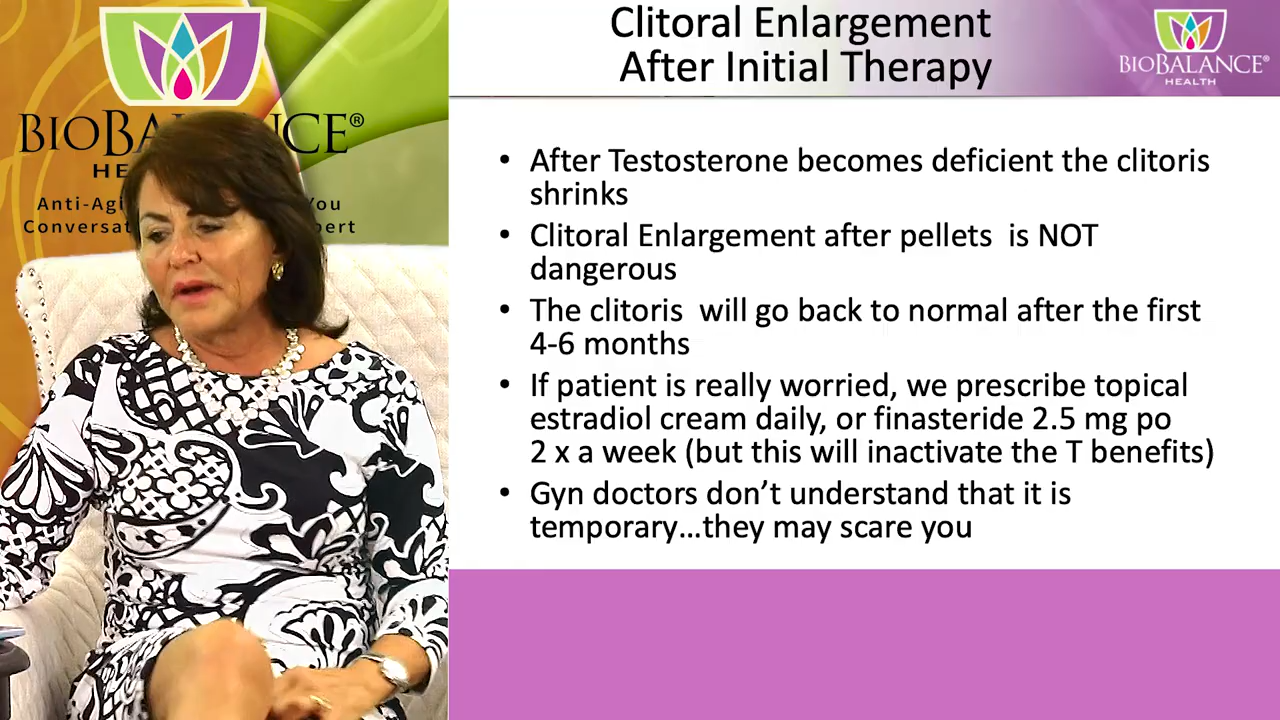 Clitoral Enlargement
After Initial Therapy
BIOBALANCE®
HEALTH
• After Testosterone becomes deficient the clitoris
shrinks
• Clitoral Enlargement after pellets is NOT
dangerous
• The clitoris will go back to normal after the first
4-6 months
• If patient is really worried, we prescribe topical
estradiol cream daily, or finasteride 2.5 mg po
2 x a week (but this will inactivate the T benefits)
• Gyn doctors don’t understand that it is
temporary...they may scare you
BIOBA NCE®
HE
Anti-Agi You
Conversat pert